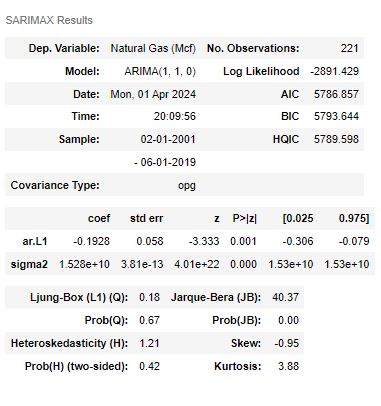 SARIMAX Results
Dep. Variable: Natural Gas (Mcf) No. Observations: 221
Model: ARIMA(1, 1, 0) Log Likelihood -2891.429
Date: Mon, 01 Apr 2024 AIC 5786.857
Time: 20:09:56 BIC 5793.644
Sample: 02-01-2001 HQIC 5789.598
- 06-01-2019
Covariance Type: opg
coef std err z P>|z| [0.025 0.975]
ar.L1 -0.1928 0.058 -3.333 0.001 -0.306 -0.079
sigma2 1.528e+10 3.81e-13 4.01e+22 0.000 1.53e+10 1.53e+10
Ljung-Box (L1) (Q): 0.18 Jarque-Bera (JB): 40.37
Prob(Q): 0.67 Prob(JB): 0.00
Heteroskedasticity (H): 1.21 Skew: -0.95
Prob(H) (two-sided): 0.42 Kurtosis: 3.88